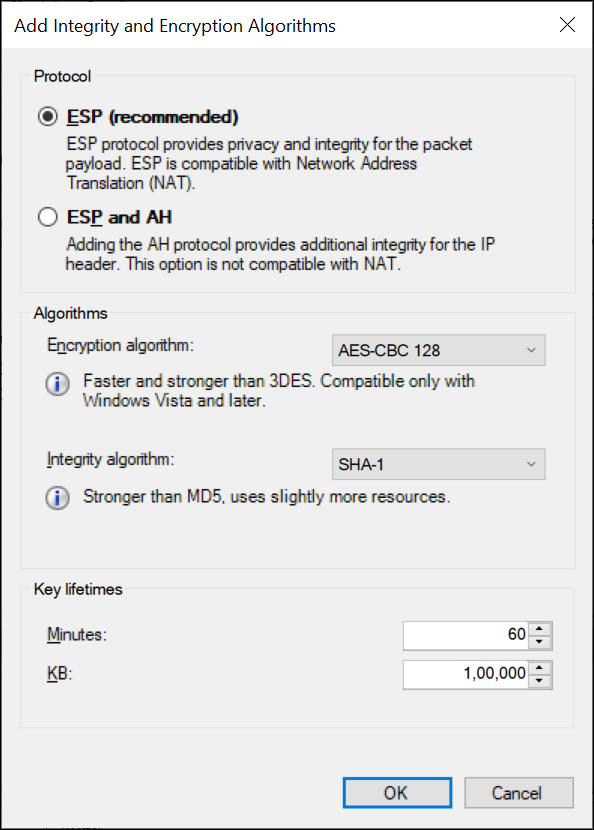 Add Integrity and Encryption Algorithms
Protocol
ESP (recommended)
ESP protocol provides privacy and integrity for the packet
payload. ESP is compatible with Network Address
Translation (NAT).
ESP and AH
Adding the AH protocol provides additional integrity for the IP
header. This option is not compatible with NAT.
Algorithms
Encryption algorithm: AES-CBC 128
Faster and stronger than 3DES. Compatible only with
Windows Vista and later.
Integrity algorithm: SHA-1
Stronger than MD5, uses slightly more resources.
Key lifetimes
Minutes: 60
KB: 1,00,000
OK Cancel